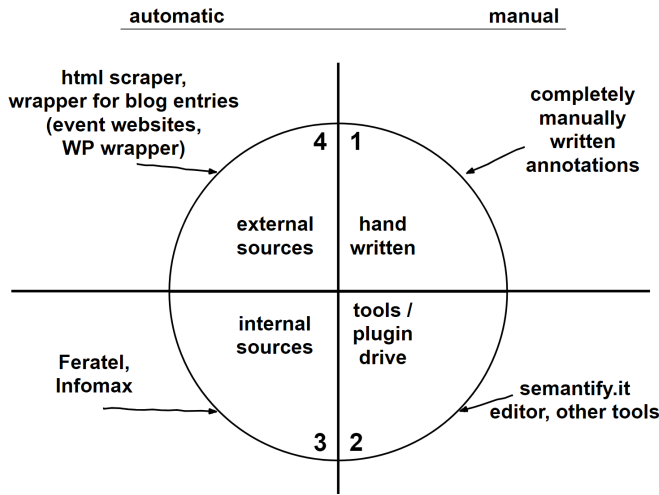 automatic
manual
html scraper,
wrapper for blog entries
(event websites,
WP wrapper)
completely
manually
written
annotations
4
1
external
sources
hand
written
internal
sources
tools /
plugin
drive
Feratel,
Infomax
semantify.it
editor, other tools
3
2